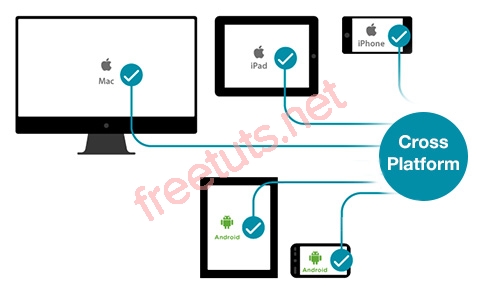 Mac
iPad
iPhone
Cross
Platform
freetuts.net
Android
Android